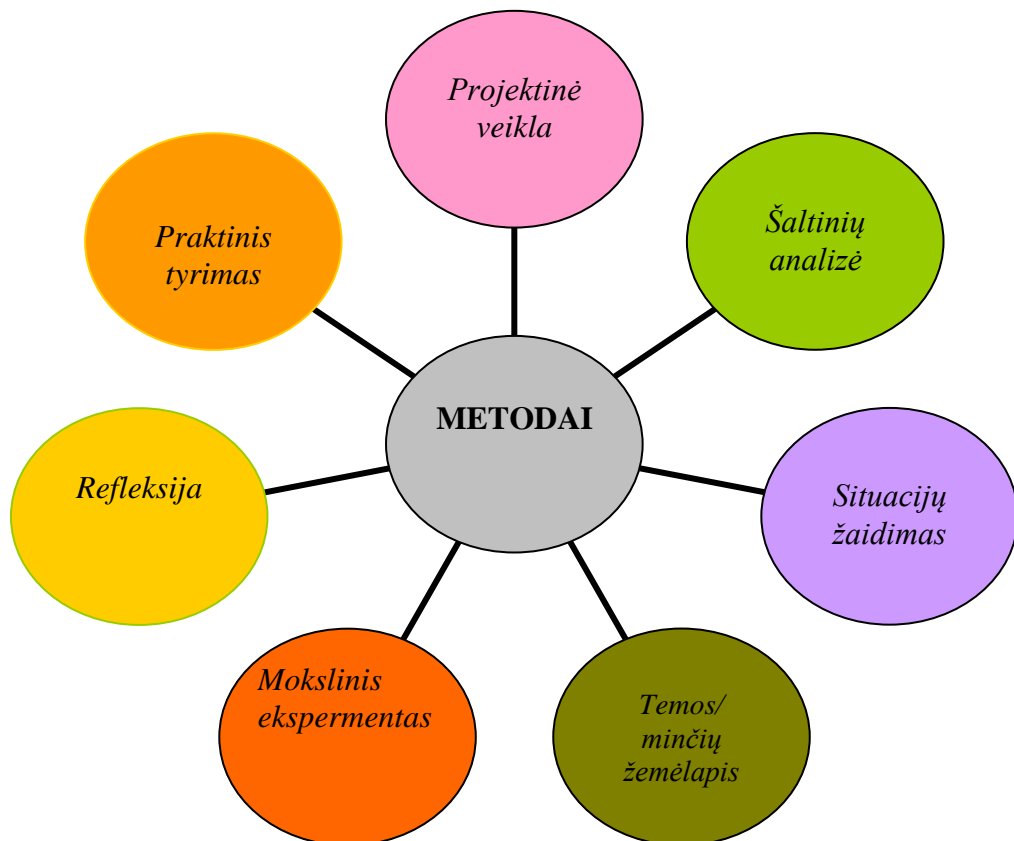 Projektinė
veikla
Šaltinių
analizė
Praktinis
tyrimas
METODAI
Refleksija
Situacijų
žaidimas
Mokslinis
ekspermentas
Temos/
minčių
žemėlapis